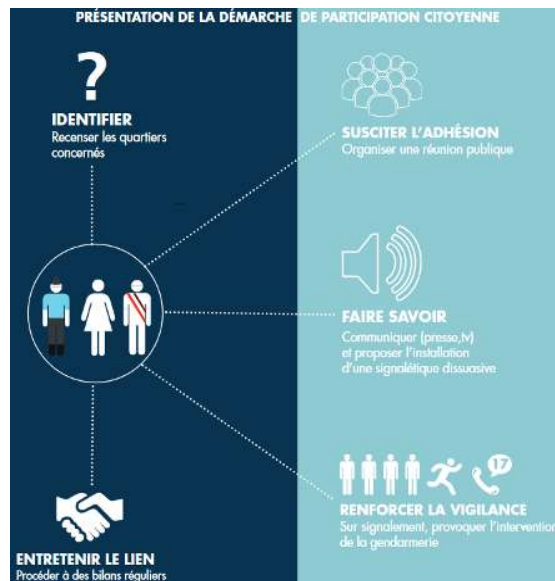 PRÉSENTATION DE LA DÉMARCHE DE PARTICIPATION CITOYENNE
?
IDENTIFIER
Recenser les quartiers
concernés
SUSCITER L'ADHÉSION
Organiser une réunion publique
FAIRE SAVOIR
Communiquer (presse,tv)
et proposer l'installation
d'une signalétique dissuasive
17
RENFORCER LA VIGILANCE
Sur signalement, provoquer l'intervention
de la gendarmerie
ENTRETENIR LE LIEN
Procéder à des bilans réguliers